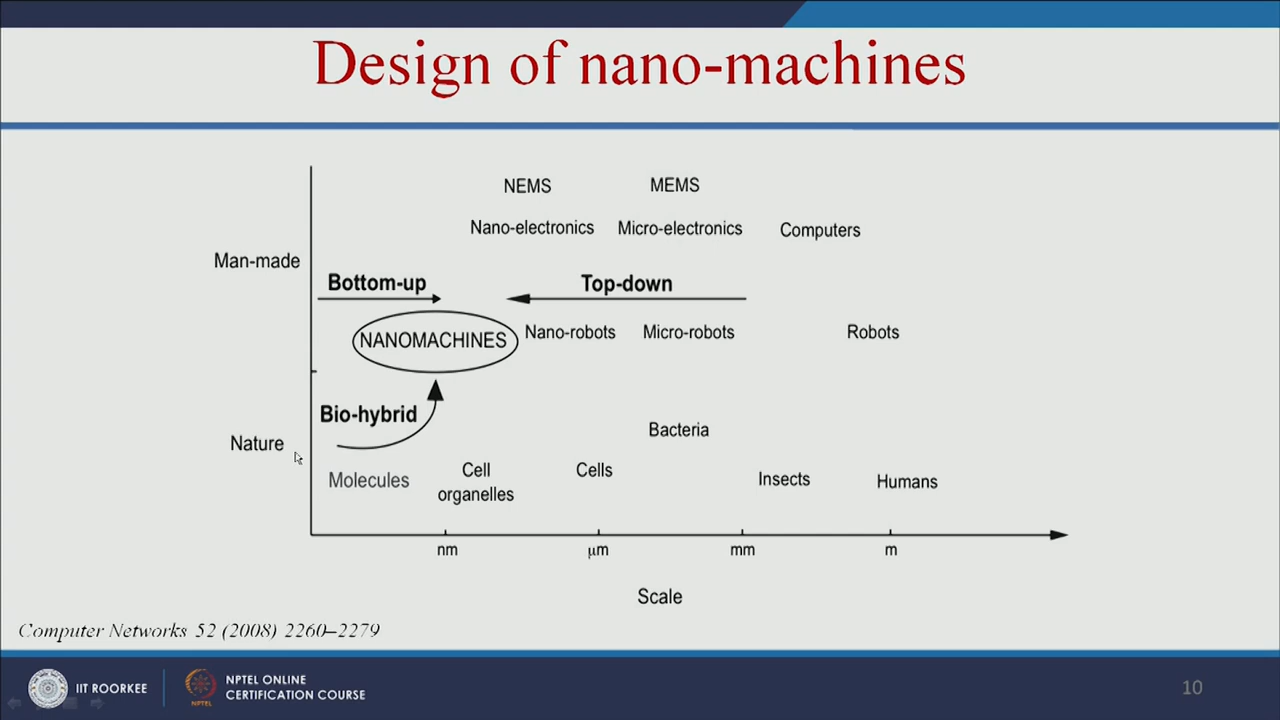 Design of nano-machines
NEMS
MEMS
Nano-electronics
Micro-electronics
Computers
Man-made
Bottom-up
Top-down
NANOMACHINES
Nano-robots
Micro-robots
Robots
Bio-hybrid
Nature
Bacteria
Molecules
Cell
organelles
Cells
Insects
Humans
nm
μm
mm
m
Scale
Computer Networks 52 (2008) 2260–2279
IIT ROORKEE
NPTEL
NPTEL ONLINE
CERTIFICATION COURSE
10